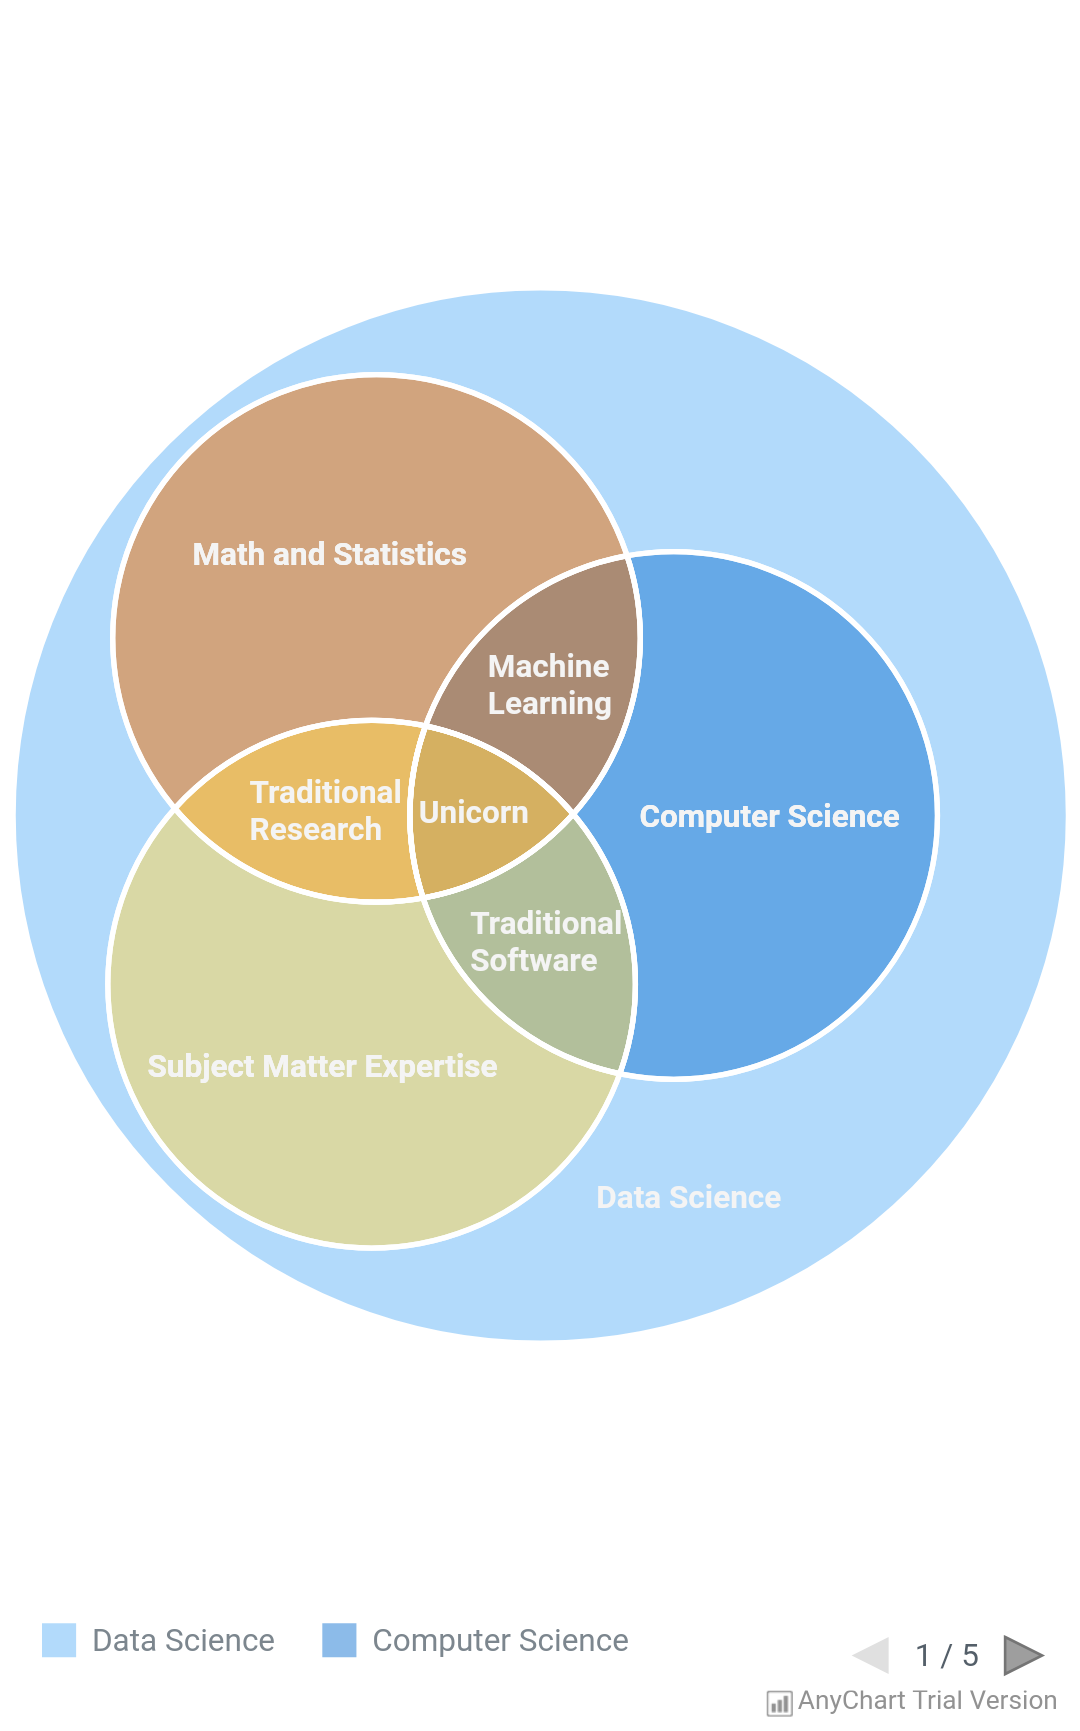 Math and Statistics
Machine
Learning
Traditional
Research
Unicorn
Computer Science
Traditional
Software
Subject Matter Expertise
Data Science
Data Science
Computer Science
1 / 5
AnyChart Trial Version